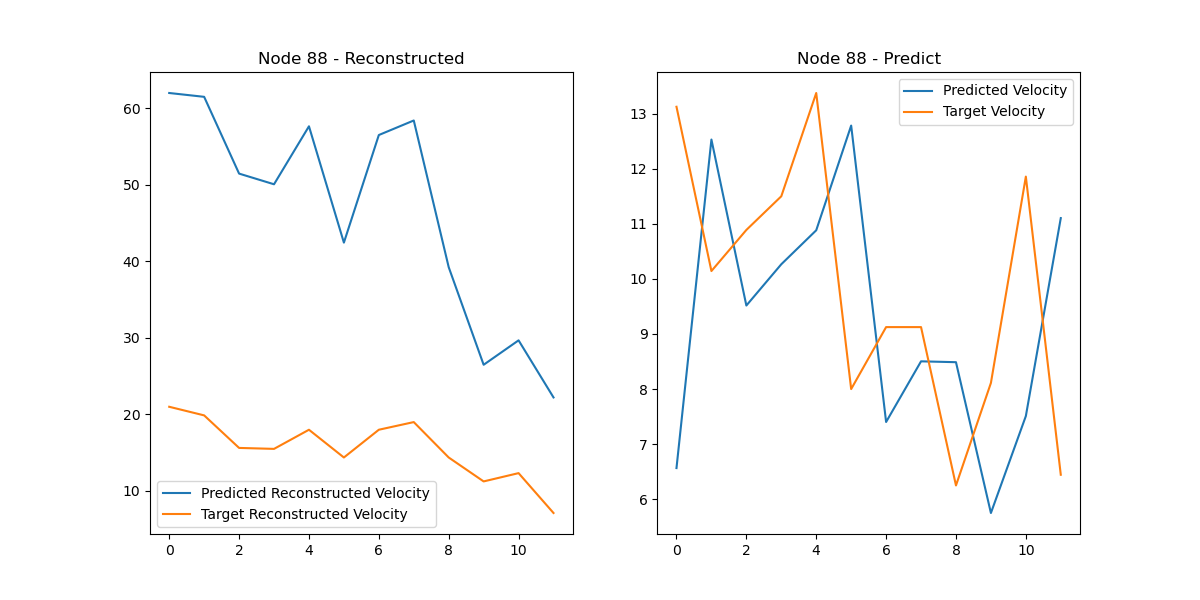 Node 88 - Reconstructed
60
50
40
30
20
10
Predicted Reconstructed Velocity
Target Reconstructed Velocity
0 2 4 6 8 10
Node 88 - Predict
Predicted Velocity
Target Velocity
13
12
11
10
9
8
7
6
0 2 4 6 8 10